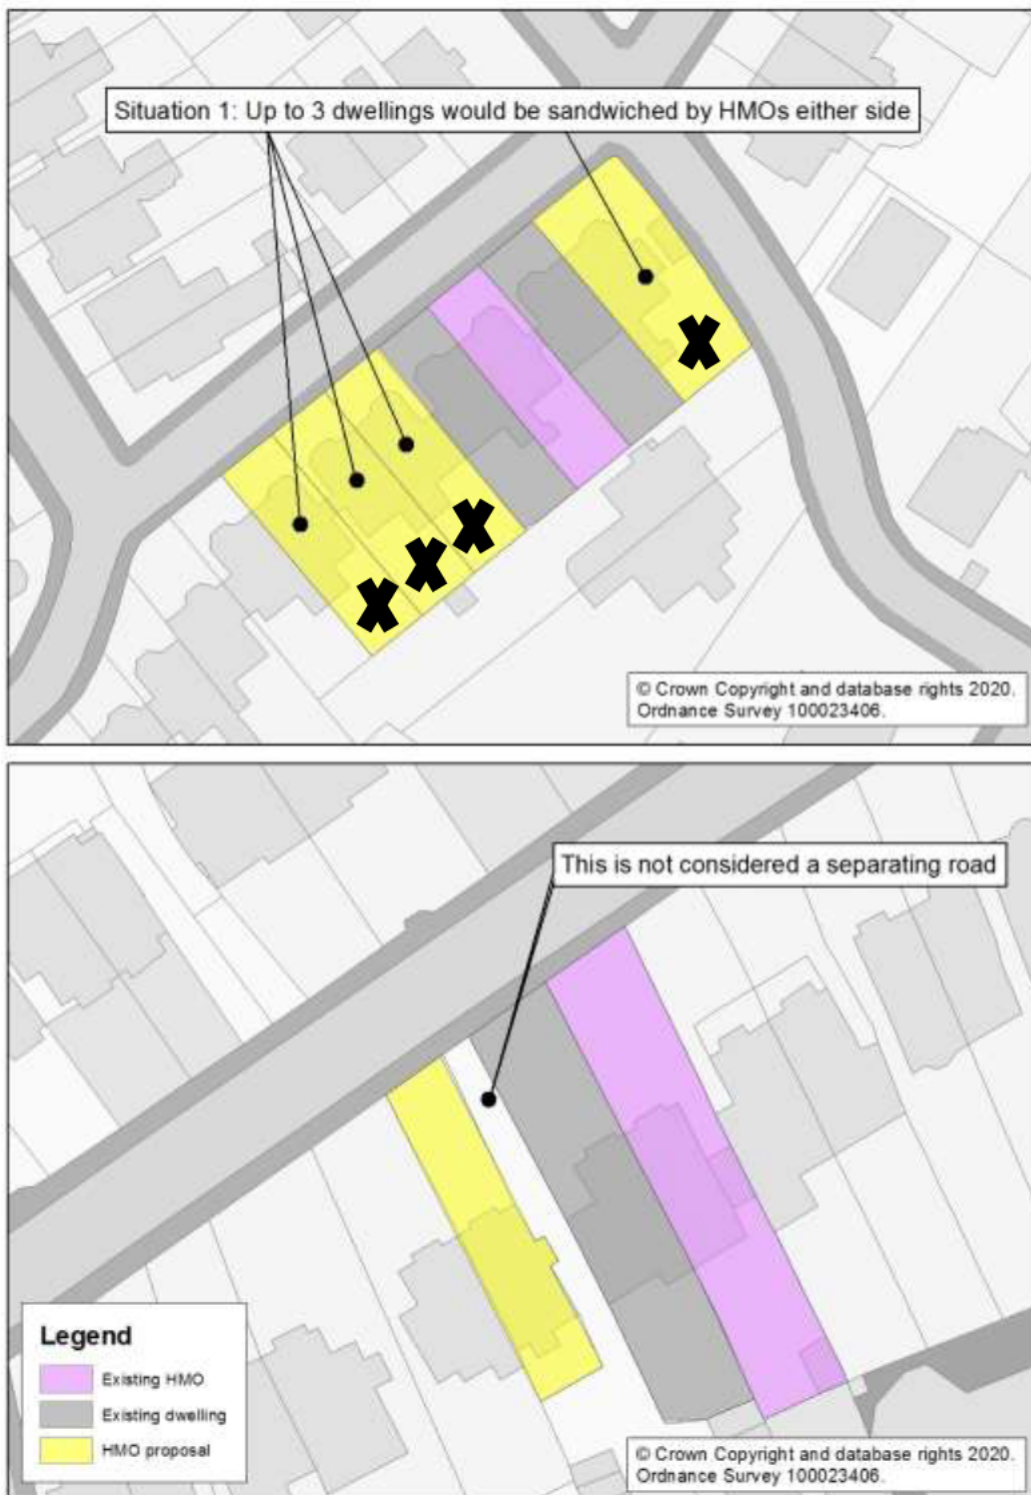 Situation 1: Up to 3 dwellings would be sandwiched by HMOs either side
© Crown Copyright and database rights 2020.
Ordnance Survey 100023406.
This is not considered a separating road
Legend
Existing HMO
Existing dwelling
HMO proposal
© Crown Copyright and database rights 2020.
Ordnance Survey 100023406.